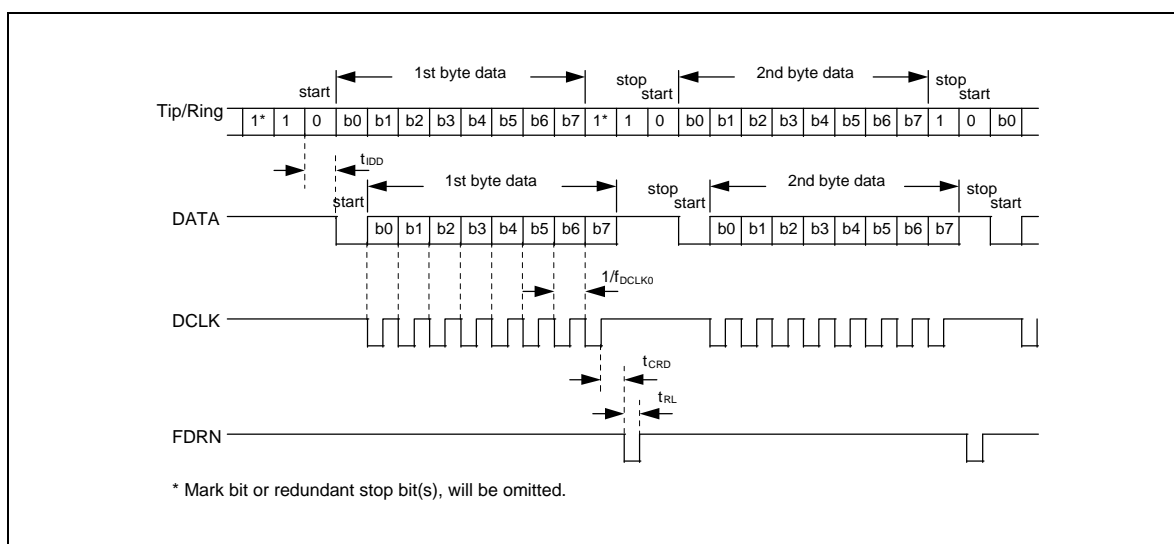 1st byte data 2nd byte data
start stop start stop start
Tip/Ring 1* 1 0 b0 b1 b2 b3 b4 b5 b6 b7 1* 1 0 b0 b1 b2 b3 b4 b5 b6 b7 1 0 b0
tIDD
1st byte data 2nd byte data
start stop start stop start
DATA b0 b1 b2 b3 b4 b5 b6 b7 b0 b1 b2 b3 b4 b5 b6 b7
1/fDCLK0
DCLK
tCRD
tRL
FDRN
* Mark bit or redundant stop bit(s), will be omitted.